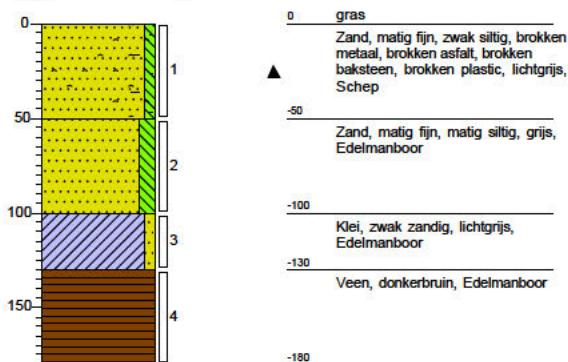 0
50
100
150
1
2
3
4
0 gras
Zand, matig fijn, zwak siltig, brokken
metaal, brokken asfalt, brokken
baksteen, brokken plastic, lichtgrijs,
Schep
-50
Zand, matig fijn, matig siltig, grijs,
Edelmanboor
-100
Klei, zwak zandig, lichtgrijs,
Edelmanboor
-130
Veen, donkerbruin, Edelmanboor
-180